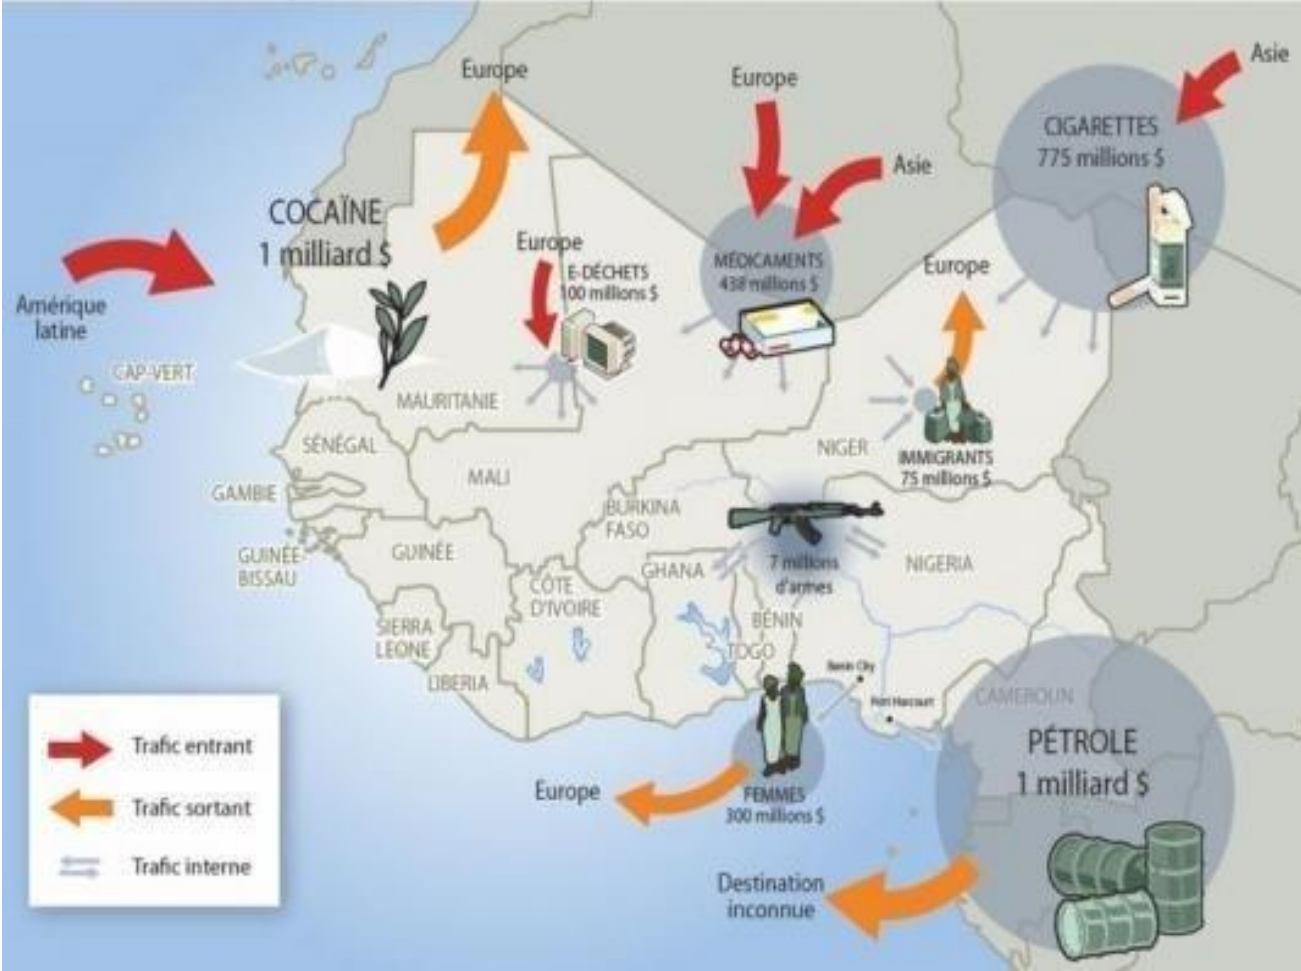 Europe
Europe
Asie
CIGARETTES
775 millions $
Asie
COCAÏNE
1 milliard $
Europe
E-DÉCHETS
100 millions $
MÉDICAMENTS
438 millions $
Europe
Amérique
latine
CAP-VERT
MAURITANIE
SÉNÉGAL
MALI
NIGER
IMMIGRANTS
75 millions $
GAMBIE
BURKINA
FASO
GUINÉE-
BISSAU
GUINÉE
GHANA
7 millions
d'armes
NIGERIA
CÔTE
D'IVOIRE
SIERRA
LEONE
BÉNIN
TOGO
LIBERIA
Benin City
Port Harcourt
CAMEROUN
PÉTROLE
1 milliard $
Trafic entrant
Trafic sortant
Trafic interne
Europe
FEMMES
300 millions $
Destination
inconnue